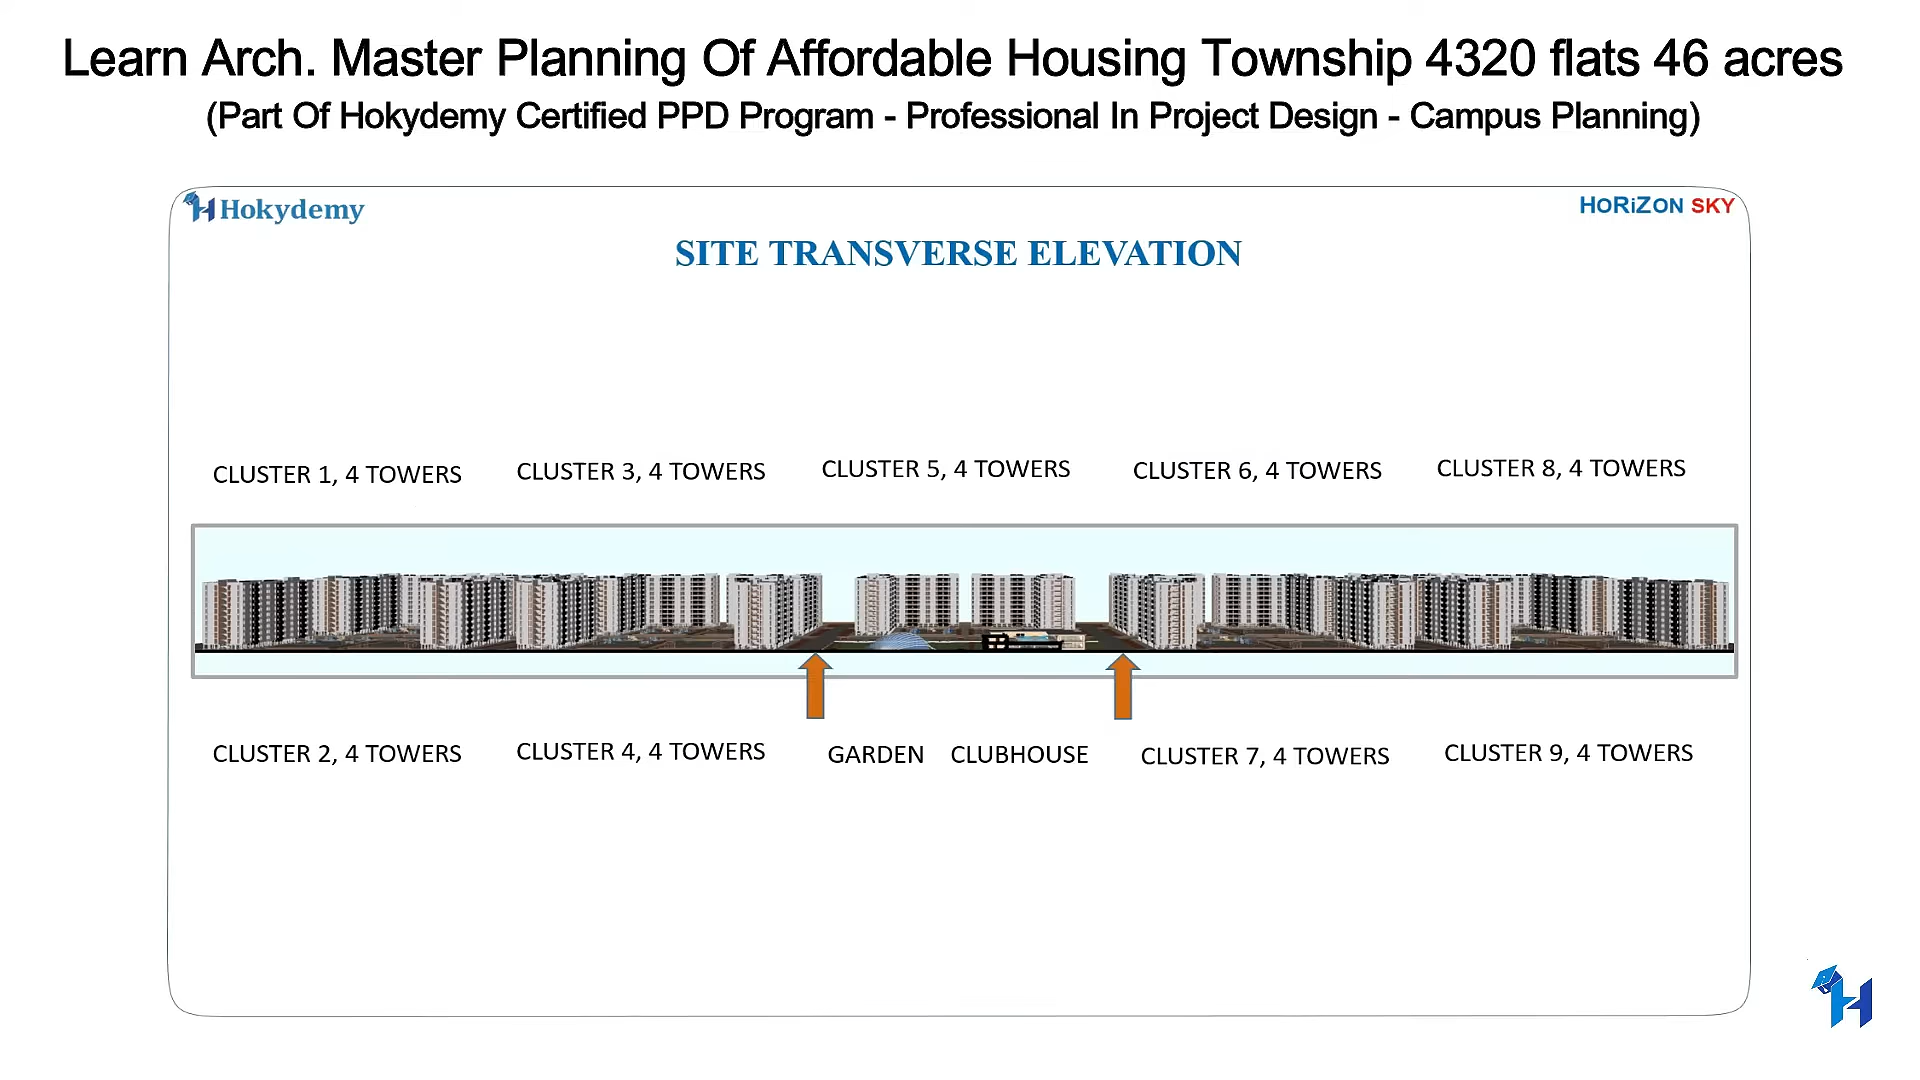 Learn Arch. Master Planning Of Affordable Housing Township 4320 flats 46 acres
(Part Of Hokydemy Certified PPD Program - Professional In Project Design - Campus Planning)
Hokydemy
HORiZON SKY
SITE TRANSVERSE ELEVATION
CLUSTER 1, 4 TOWERS
CLUSTER 3, 4 TOWERS
CLUSTER 5, 4 TOWERS
CLUSTER 6, 4 TOWERS
CLUSTER 8, 4 TOWERS
CLUSTER 2, 4 TOWERS
CLUSTER 4, 4 TOWERS
GARDEN
CLUBHOUSE
CLUSTER 7, 4 TOWERS
CLUSTER 9, 4 TOWERS